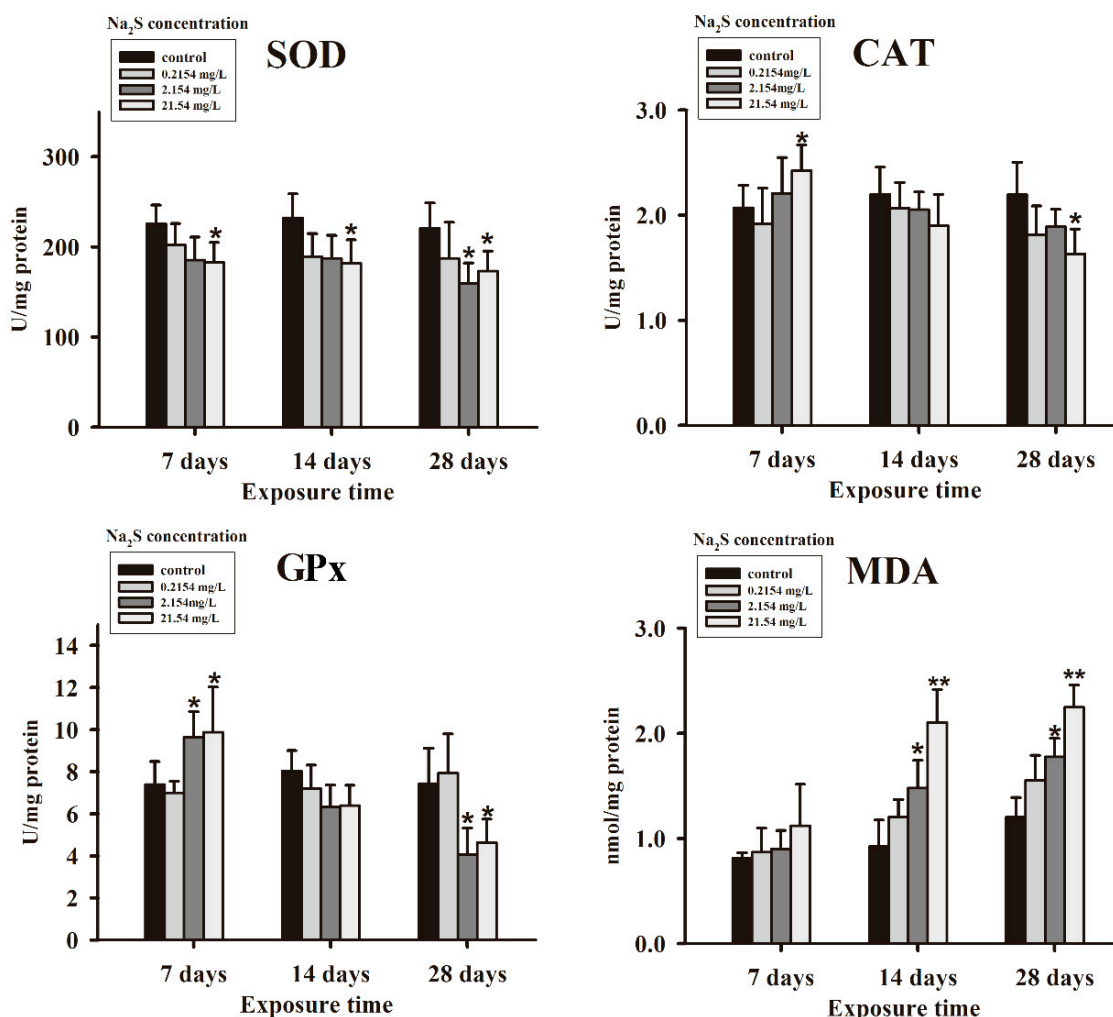 Na2S concentration
SOD
control
0.2154 mg/L
2.154 mg/L
21.54 mg/L
U/mg protein
300
200
100
0
*
*
*
*
7 days
14 days
28 days
Exposure time
Na2S concentration
CAT
control
0.2154mg/L
2.154mg/L
21.54 mg/L
U/mg protein
3.0
2.0
1.0
0.0
*
*
7 days
14 days
28 days
Exposure time
Na2S concentration
GPx
control
0.2154 mg/L
2.154mg/L
21.54 mg/L
U/mg protein
14
12
10
8
6
4
2
0
*
*
*
*
7 days
14 days
28 days
Exposure time
Na2S concentration
MDA
control
0.2154 mg/L
2.154 mg/L
21.54 mg/L
nmol/mg protein
3.0
2.0
1.0
0.0
*
**
*
**
7 days
14 days
28 days
Exposure time